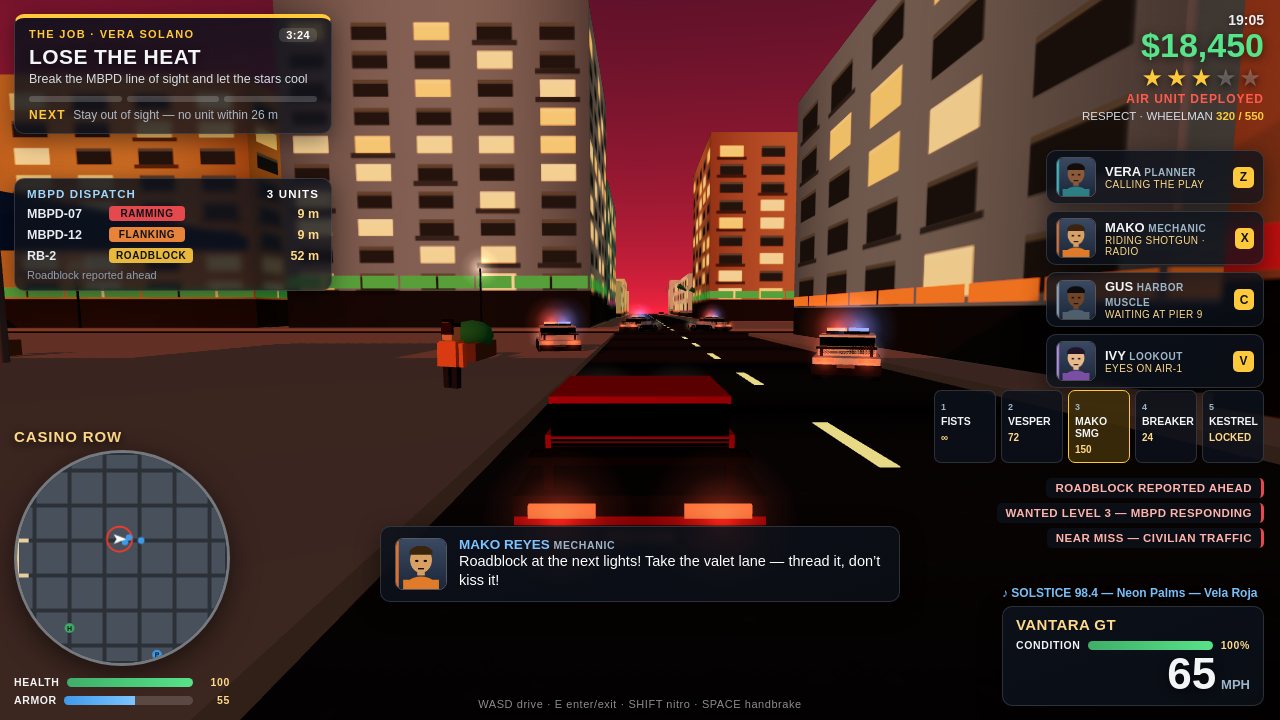 THE JOB · VERA SOLANO
3:24
LOSE THE HEAT
Break the MBPD line of sight and let the stars cool
NEXT Stay out of sight — no unit within 26 m
MBPD DISPATCH
3 UNITS
MBPD-07 RAMMING 9 m
MBPD-12 FLANKING 9 m
RB-2 ROADBLOCK 52 m
Roadblock reported ahead
19:05
$18,450
AIR UNIT DEPLOYED
RESPECT · WHEELMAN 320 / 550
VERA PLANNER
CALLING THE PLAY
Z
MAKO MECHANIC
RIDING SHOTGUN ·
RADIO
X
GUS HARBOR
MUSCLE
WAITING AT PIER 9
C
IVY LOOKOUT
EYES ON AIR-1
V
1
FISTS
∞
2
VESPER
72
3
MAKO
SMG
150
4
BREAKER
24
5
KESTREL
LOCKED
ROADBLOCK REPORTED AHEAD
WANTED LEVEL 3 — MBPD RESPONDING
NEAR MISS — CIVILIAN TRAFFIC
CASINO ROW
H
P
HEALTH 100
ARMOR 55
MAKO REYES MECHANIC
Roadblock at the next lights! Take the valet lane — thread it, don’t
kiss it!
♪ SOLSTICE 98.4 — Neon Palms — Vela Roja
VANTARA GT
CONDITION 100%
65 MPH
WASD drive · E enter/exit · SHIFT nitro · SPACE handbrake